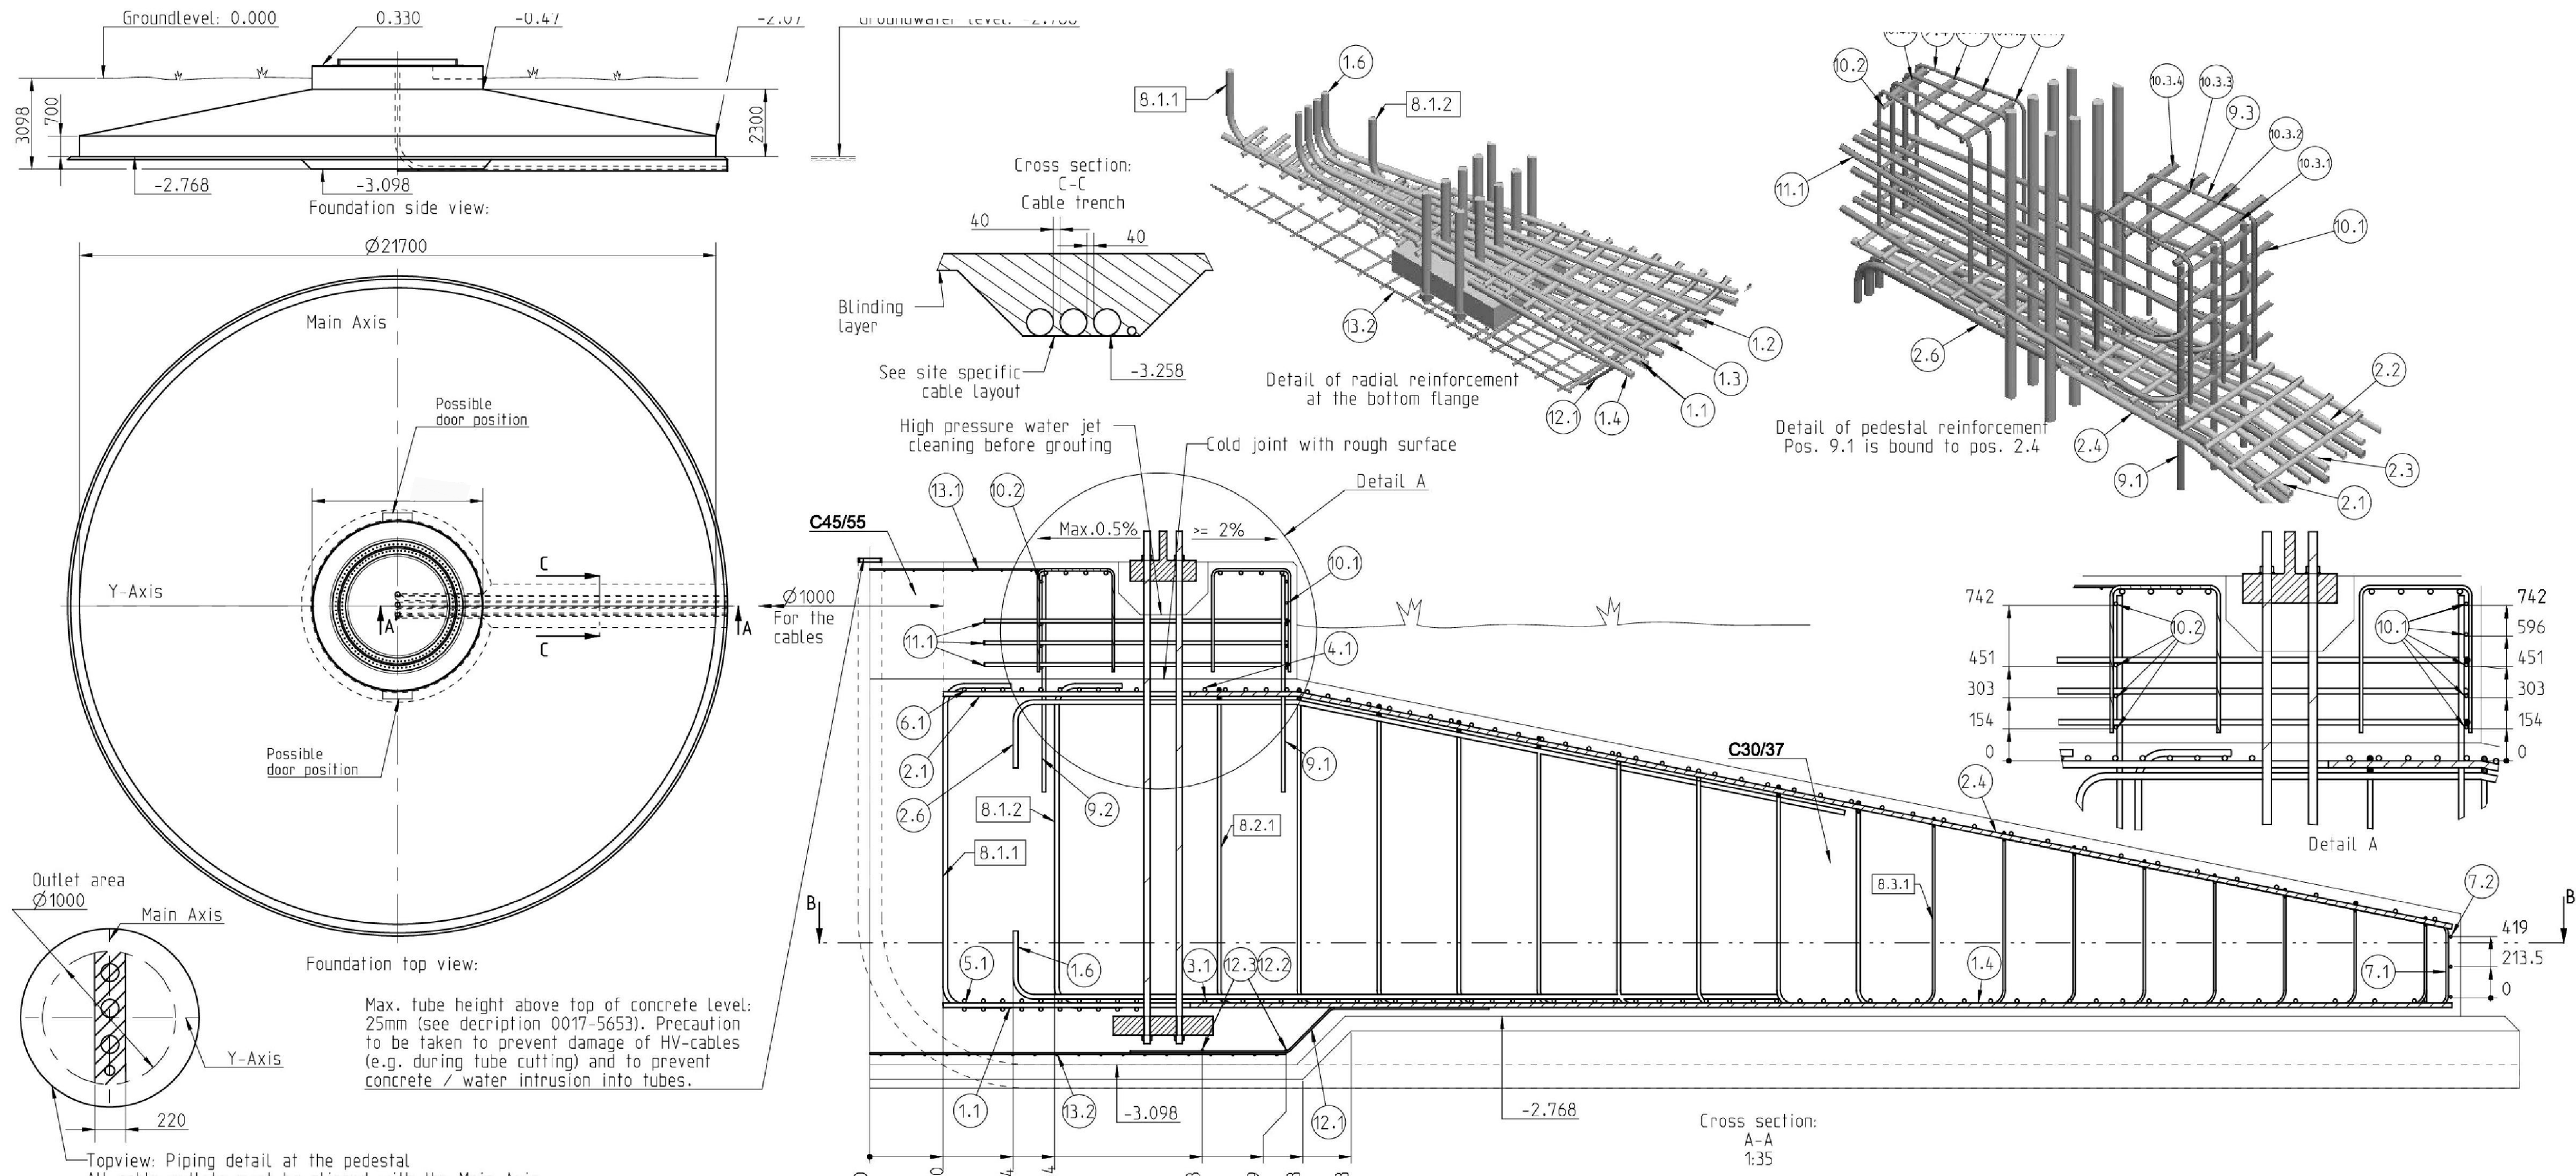 Groundlevel: 0.000
0.330
-0.47
-2.07
Groundwater level: -2.768
3098
700
2300
-2.768
-3.098
Foundation side view:
Ø21700
Main Axis
Possible
door position
Y-Axis
C
C
A
A
Possible
door position
Foundation top view:
Outlet area
Ø1000
Main Axis
Y-Axis
220
Topview: Piping detail at the pedestal
Max. tube height above top of concrete level:
25mm (see decription 0017-5653). Precaution
to be taken to prevent damage of HV-cables
(e.g. during tube cutting) and to prevent
concrete / water intrusion into tubes.
Cross section:
C-C
Cable trench
40
40
Blinding
layer
See site specific
cable layout
-3.258
8.1.1
1.6
8.1.2
13.2
1.2
1.3
1.1
1.4
12.1
Detail of radial reinforcement
at the bottom flange
10.2
11.1
10.3.4
10.3.3
9.3
10.3.2
10.3.1
10.1
2.6
2.2
2.4
2.3
9.1
2.1
Detail of pedestal reinforcement
Pos. 9.1 is bound to pos. 2.4
High pressure water jet
cleaning before grouting
Cold joint with rough surface
Detail A
13.1
10.2
C45/55
Max.0.5%
>= 2%
10.1
Ø1000
For the
cables
11.1
4.1
6.1
2.1
2.6
9.2
9.1
8.1.2
8.2.1
8.1.1
C30/37
2.4
8.3.1
B
B
7.2
419
213.5
0
7.1
5.1
1.6
3.1
12.3
12.2
1.4
1.1
13.2
-3.098
12.1
-2.768
Cross section:
A-A
1:35
742
451
303
154
0
10.2
10.1
742
596
451
303
154
0
Detail A